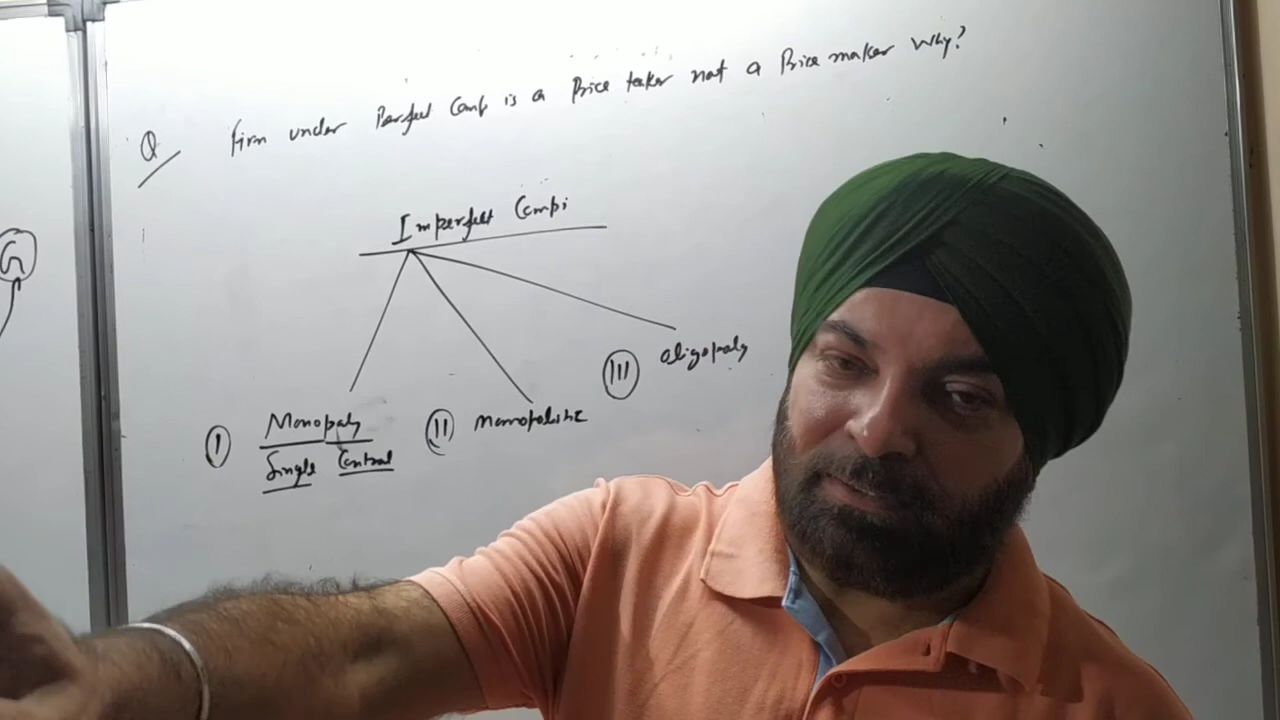 Q Firm under Perfect Comp is a Price taker not a Price maker Why?
Imperfect Compi
III oligopoly
I Monopoly
II Monopolistic
Single Control
G